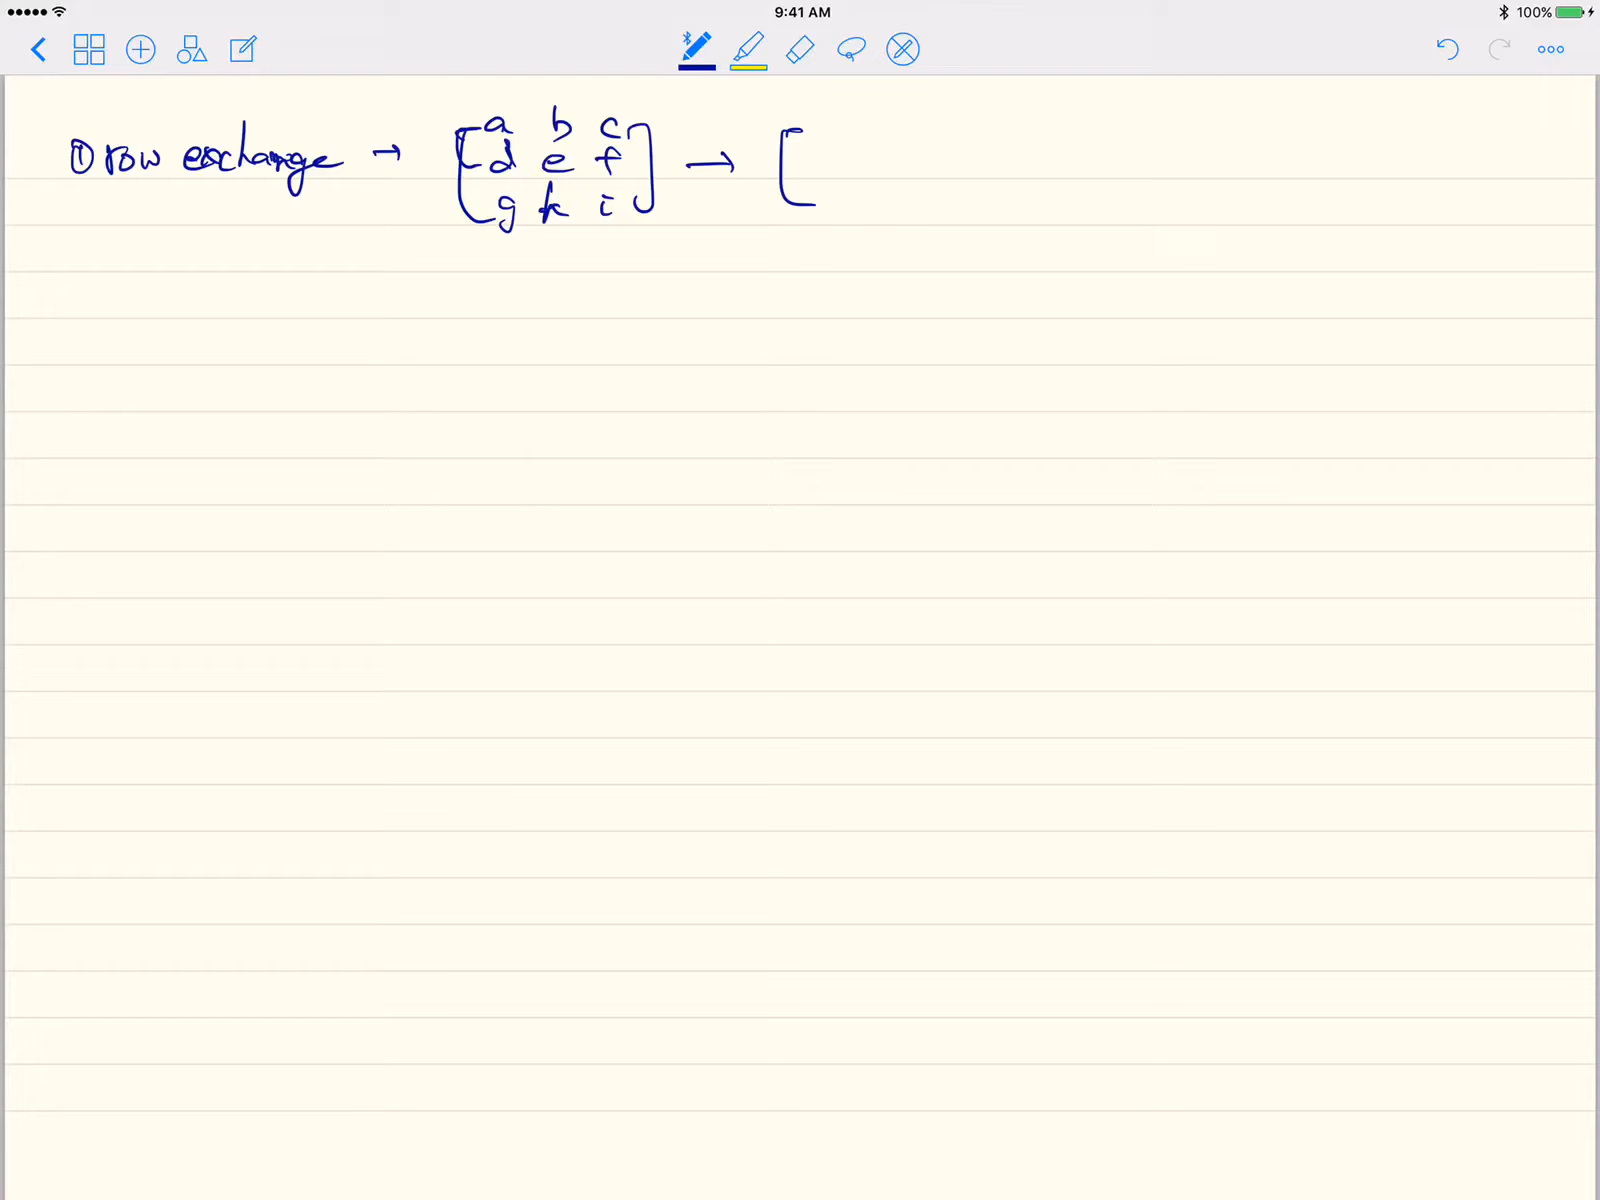 9:41 AM
100%
① row exchange → [ a b c
d e f
g h i ] → [